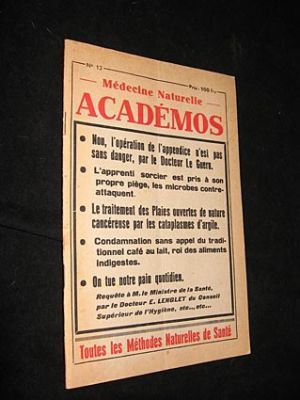 N° 12
Prix: 100 fr.
Médecine Naturelle
ACADÉMOS
Non, l'opération de l'appendice n'est pas
sans danger, par le Docteur Le Guern.
L'apprenti sorcier est pris à son
propre piège, les microbes contre-
attaquent.
Le traitement des Plaies ouvertes de nature
cancéreuse par les cataplasmes d'argile.
Condamnation sans appel du tradi-
tionnel café au lait, roi des aliments
indigestes.
On tue notre pain quotidien.
Requête à M. le Ministre de la Santé,
par le Docteur E. LENGLET du Conseil
Supérieur de l'Hygiène, etc..., etc...
Toutes les Méthodes Naturelles de Santé